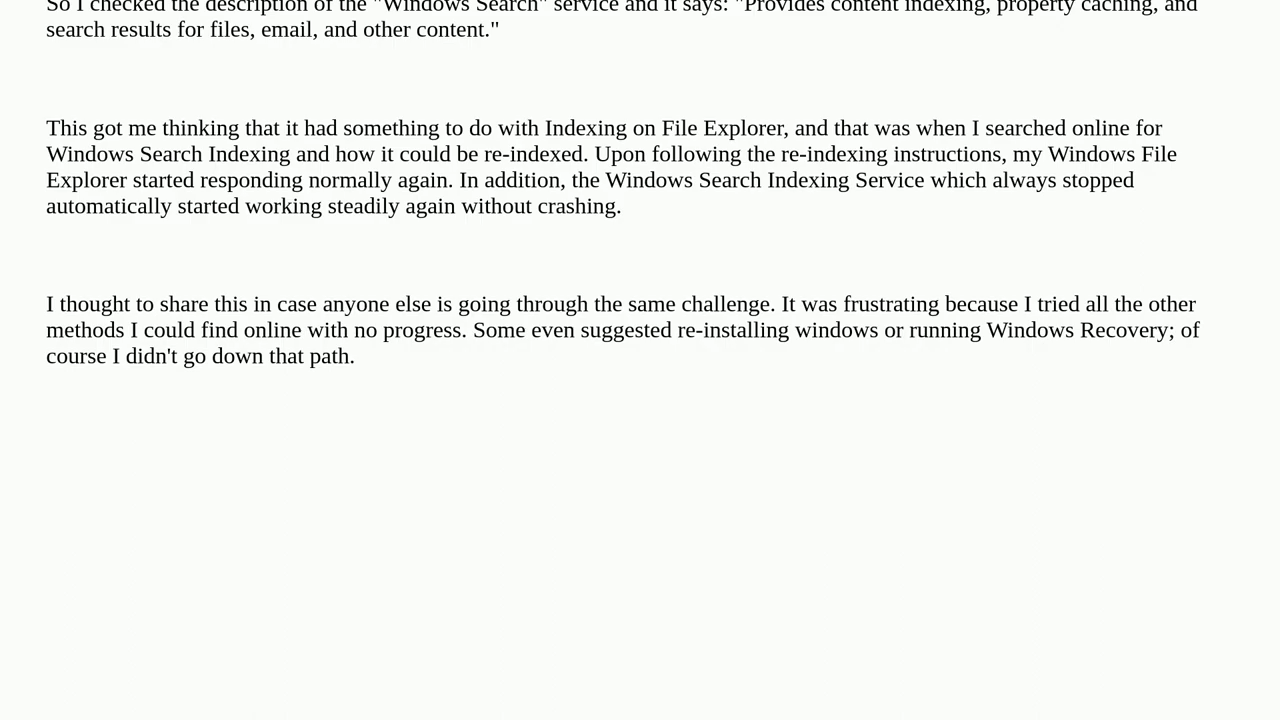 So I checked the description of the "Windows Search" service and it says: "Provides content indexing, property caching, and
search results for files, email, and other content."
This got me thinking that it had something to do with Indexing on File Explorer, and that was when I searched online for
Windows Search Indexing and how it could be re-indexed. Upon following the re-indexing instructions, my Windows File
Explorer started responding normally again. In addition, the Windows Search Indexing Service which always stopped
automatically started working steadily again without crashing.
I thought to share this in case anyone else is going through the same challenge. It was frustrating because I tried all the other
methods I could find online with no progress. Some even suggested re-installing windows or running Windows Recovery; of
course I didn't go down that path.